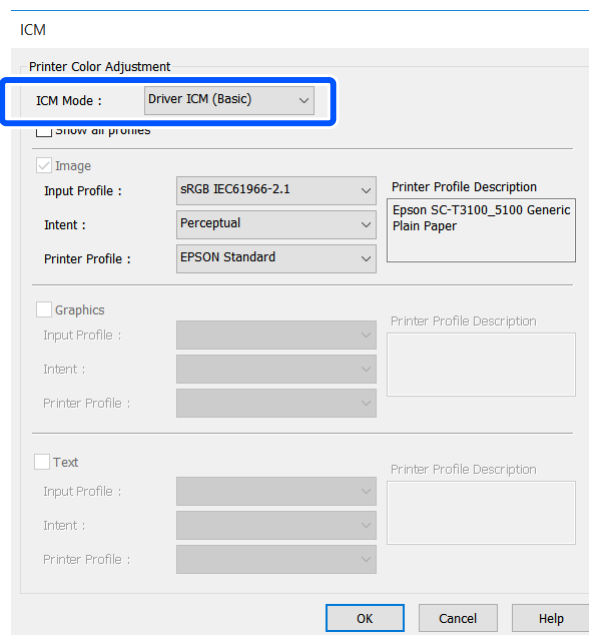 ICM
Printer Color Adjustment
ICM Mode : Driver ICM (Basic)
Show all profiles
Image
Input Profile : sRGB IEC61966-2.1 Printer Profile Description
Intent : Perceptual Epson SC-T3100_5100 Generic
Plain Paper
Printer Profile : EPSON Standard
Graphics
Printer Profile Description
Input Profile :
Intent :
Printer Profile :
Text
Printer Profile Description
Input Profile :
Intent :
Printer Profile :
OK Cancel Help